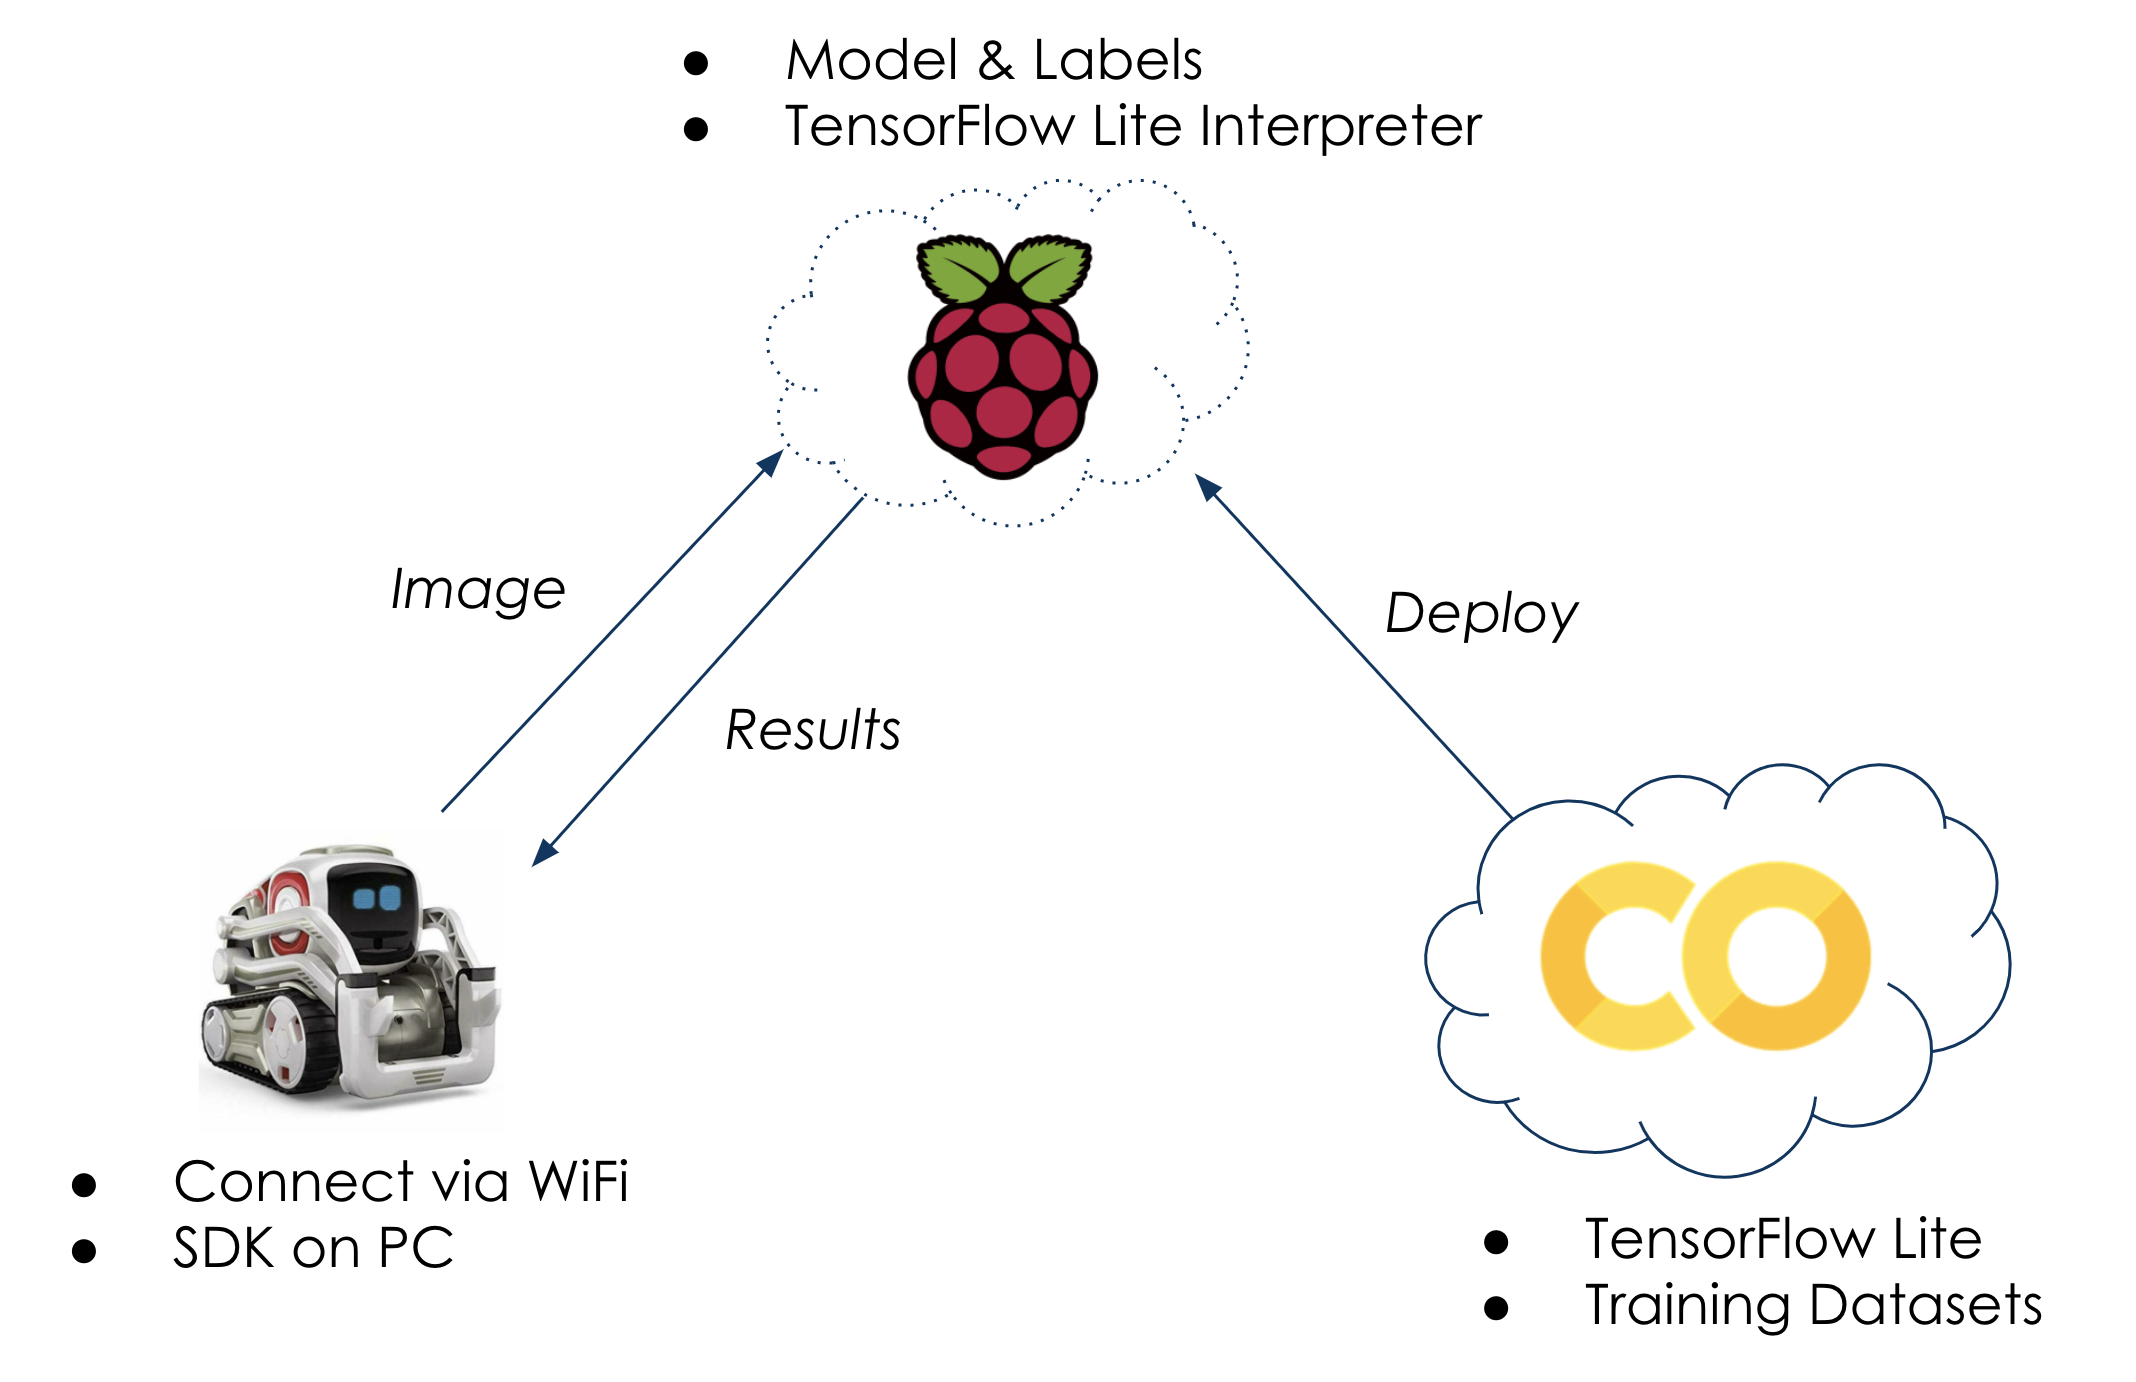 ● Model & Labels
● TensorFlow Lite Interpreter
Image
Deploy
Results
CO
● Connect via WiFi
● SDK on PC
● TensorFlow Lite
● Training Datasets